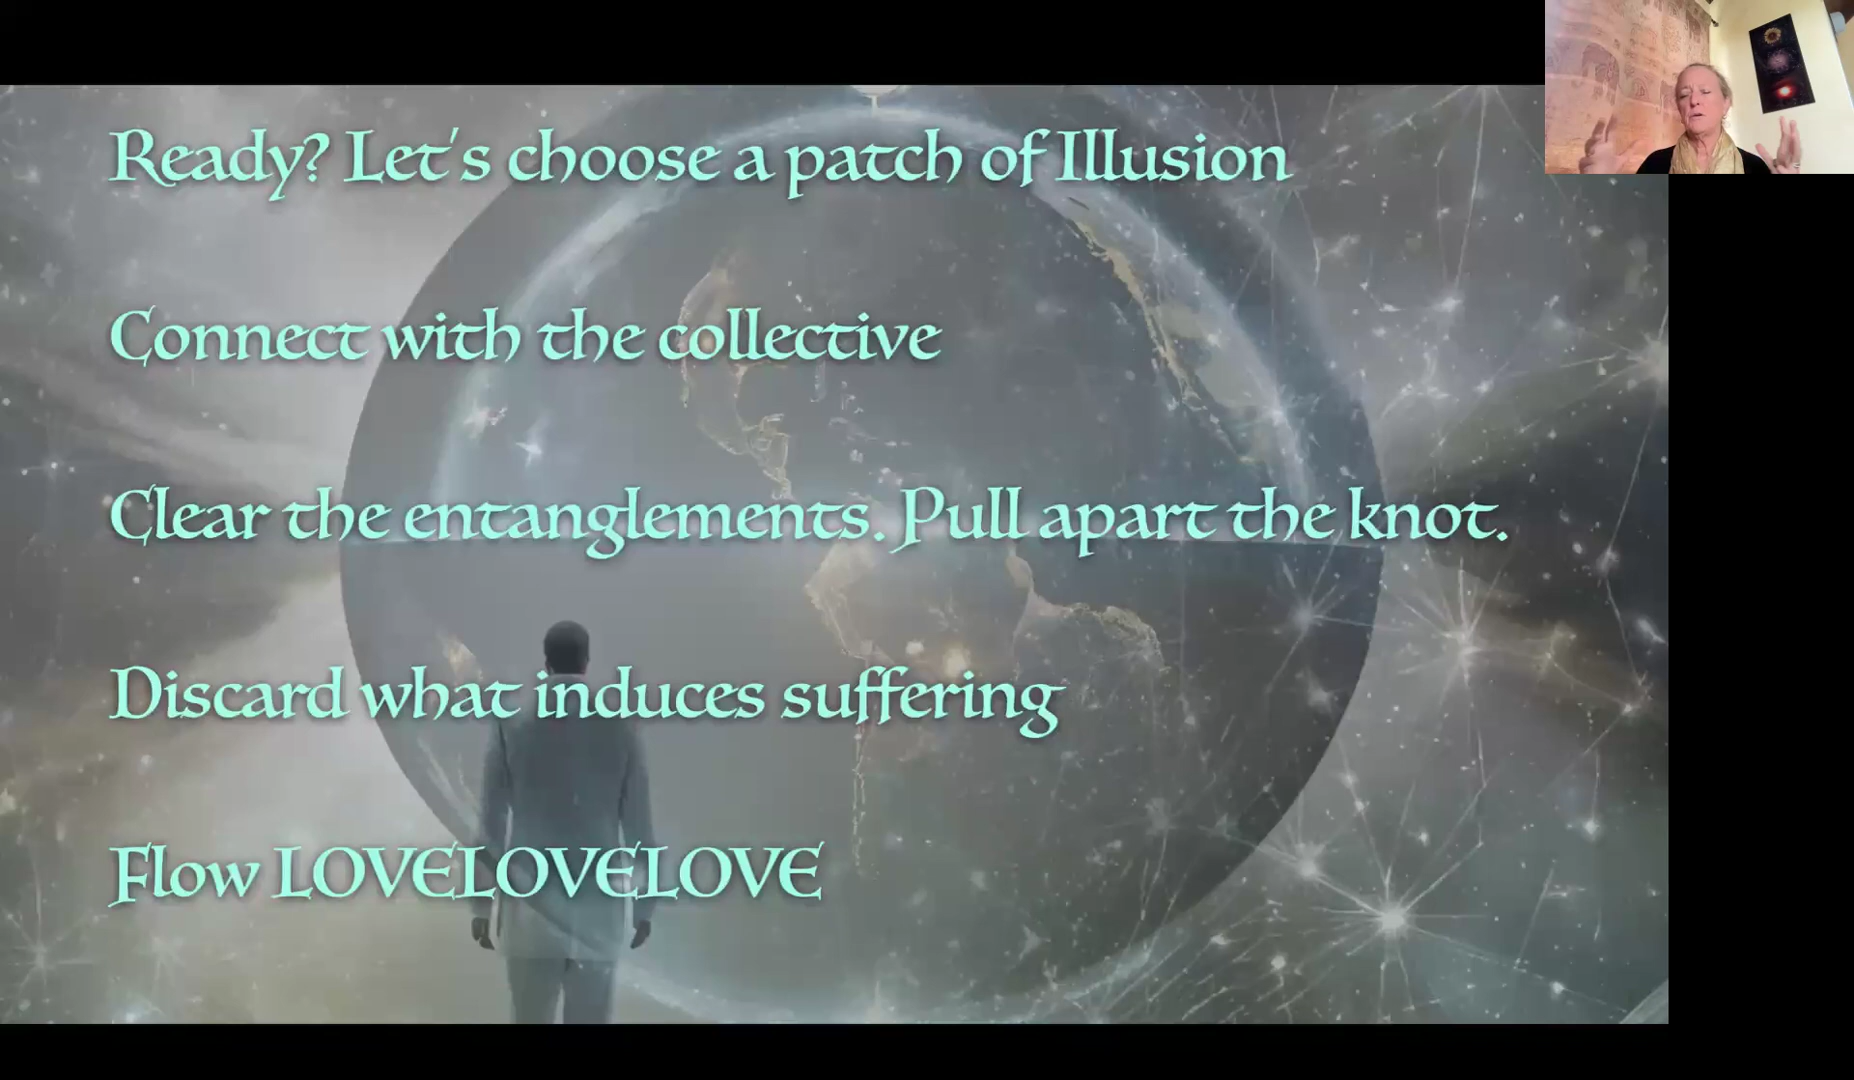 Ready? Let's choose a patch of Illusion
Connect with the collective
Clear the entanglements. Pull apart the knot.
Discard what induces suffering
Flow LOVELOVELOVE